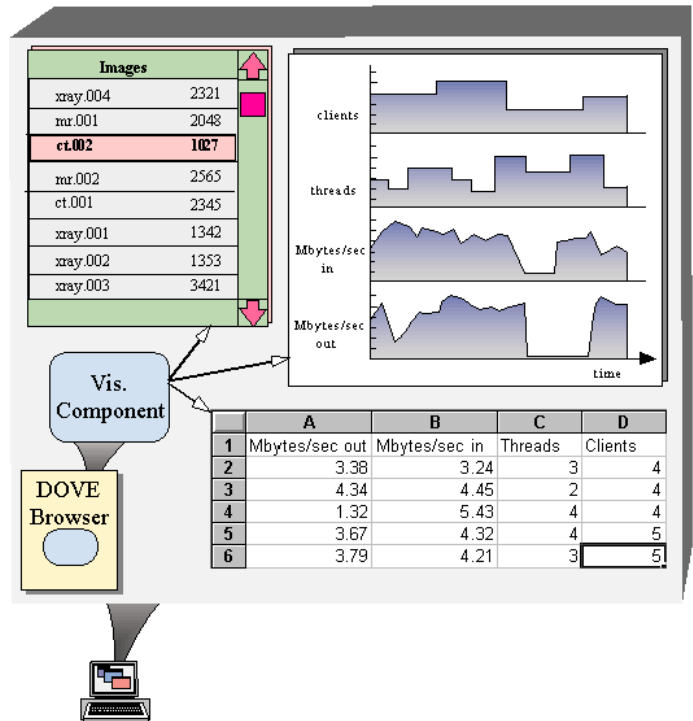 Images
xray.004 2321
mr.001 2048
ct.002 1027
mr.002 2565
ct.001 2345
xray.001 1342
xray.002 1353
xray.003 3421
clients
threads
Mbytes/sec
in
Mbytes/sec
out
time
Vis.
Component
DOVE
Browser
A B C D
1 Mbytes/sec out Mbytes/sec in Threads Clients
2 3.38 3.24 3 4
3 4.34 4.45 2 4
4 1.32 5.43 4 4
5 3.67 4.32 4 5
6 3.79 4.21 3 5